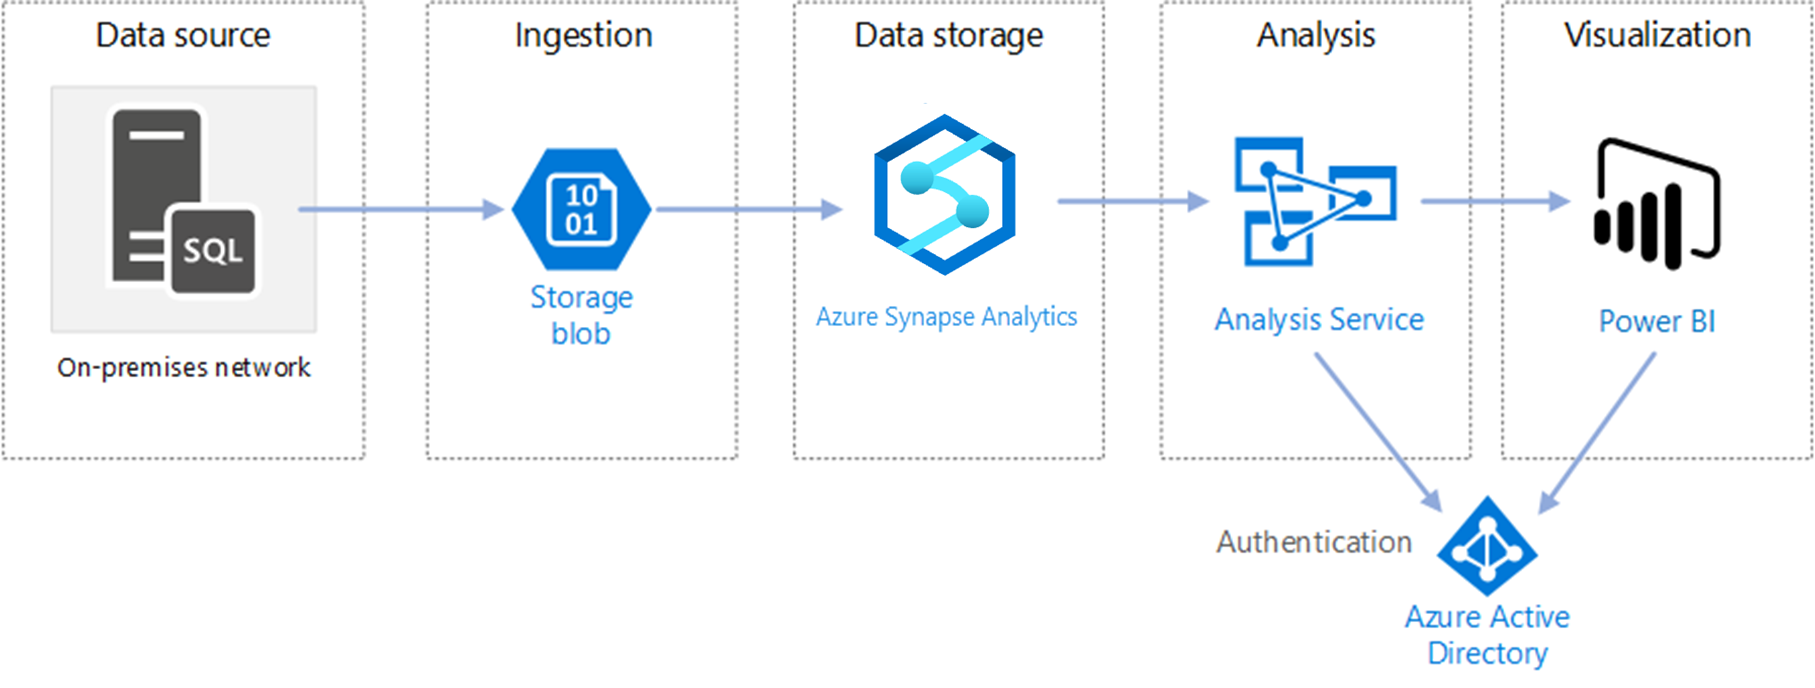 Data source
Ingestion
Data storage
Analysis
Visualization
SQL
10
01
On-premises network
Storage
blob
Azure Synapse Analytics
Analysis Service
Power BI
Authentication
Azure Active
Directory